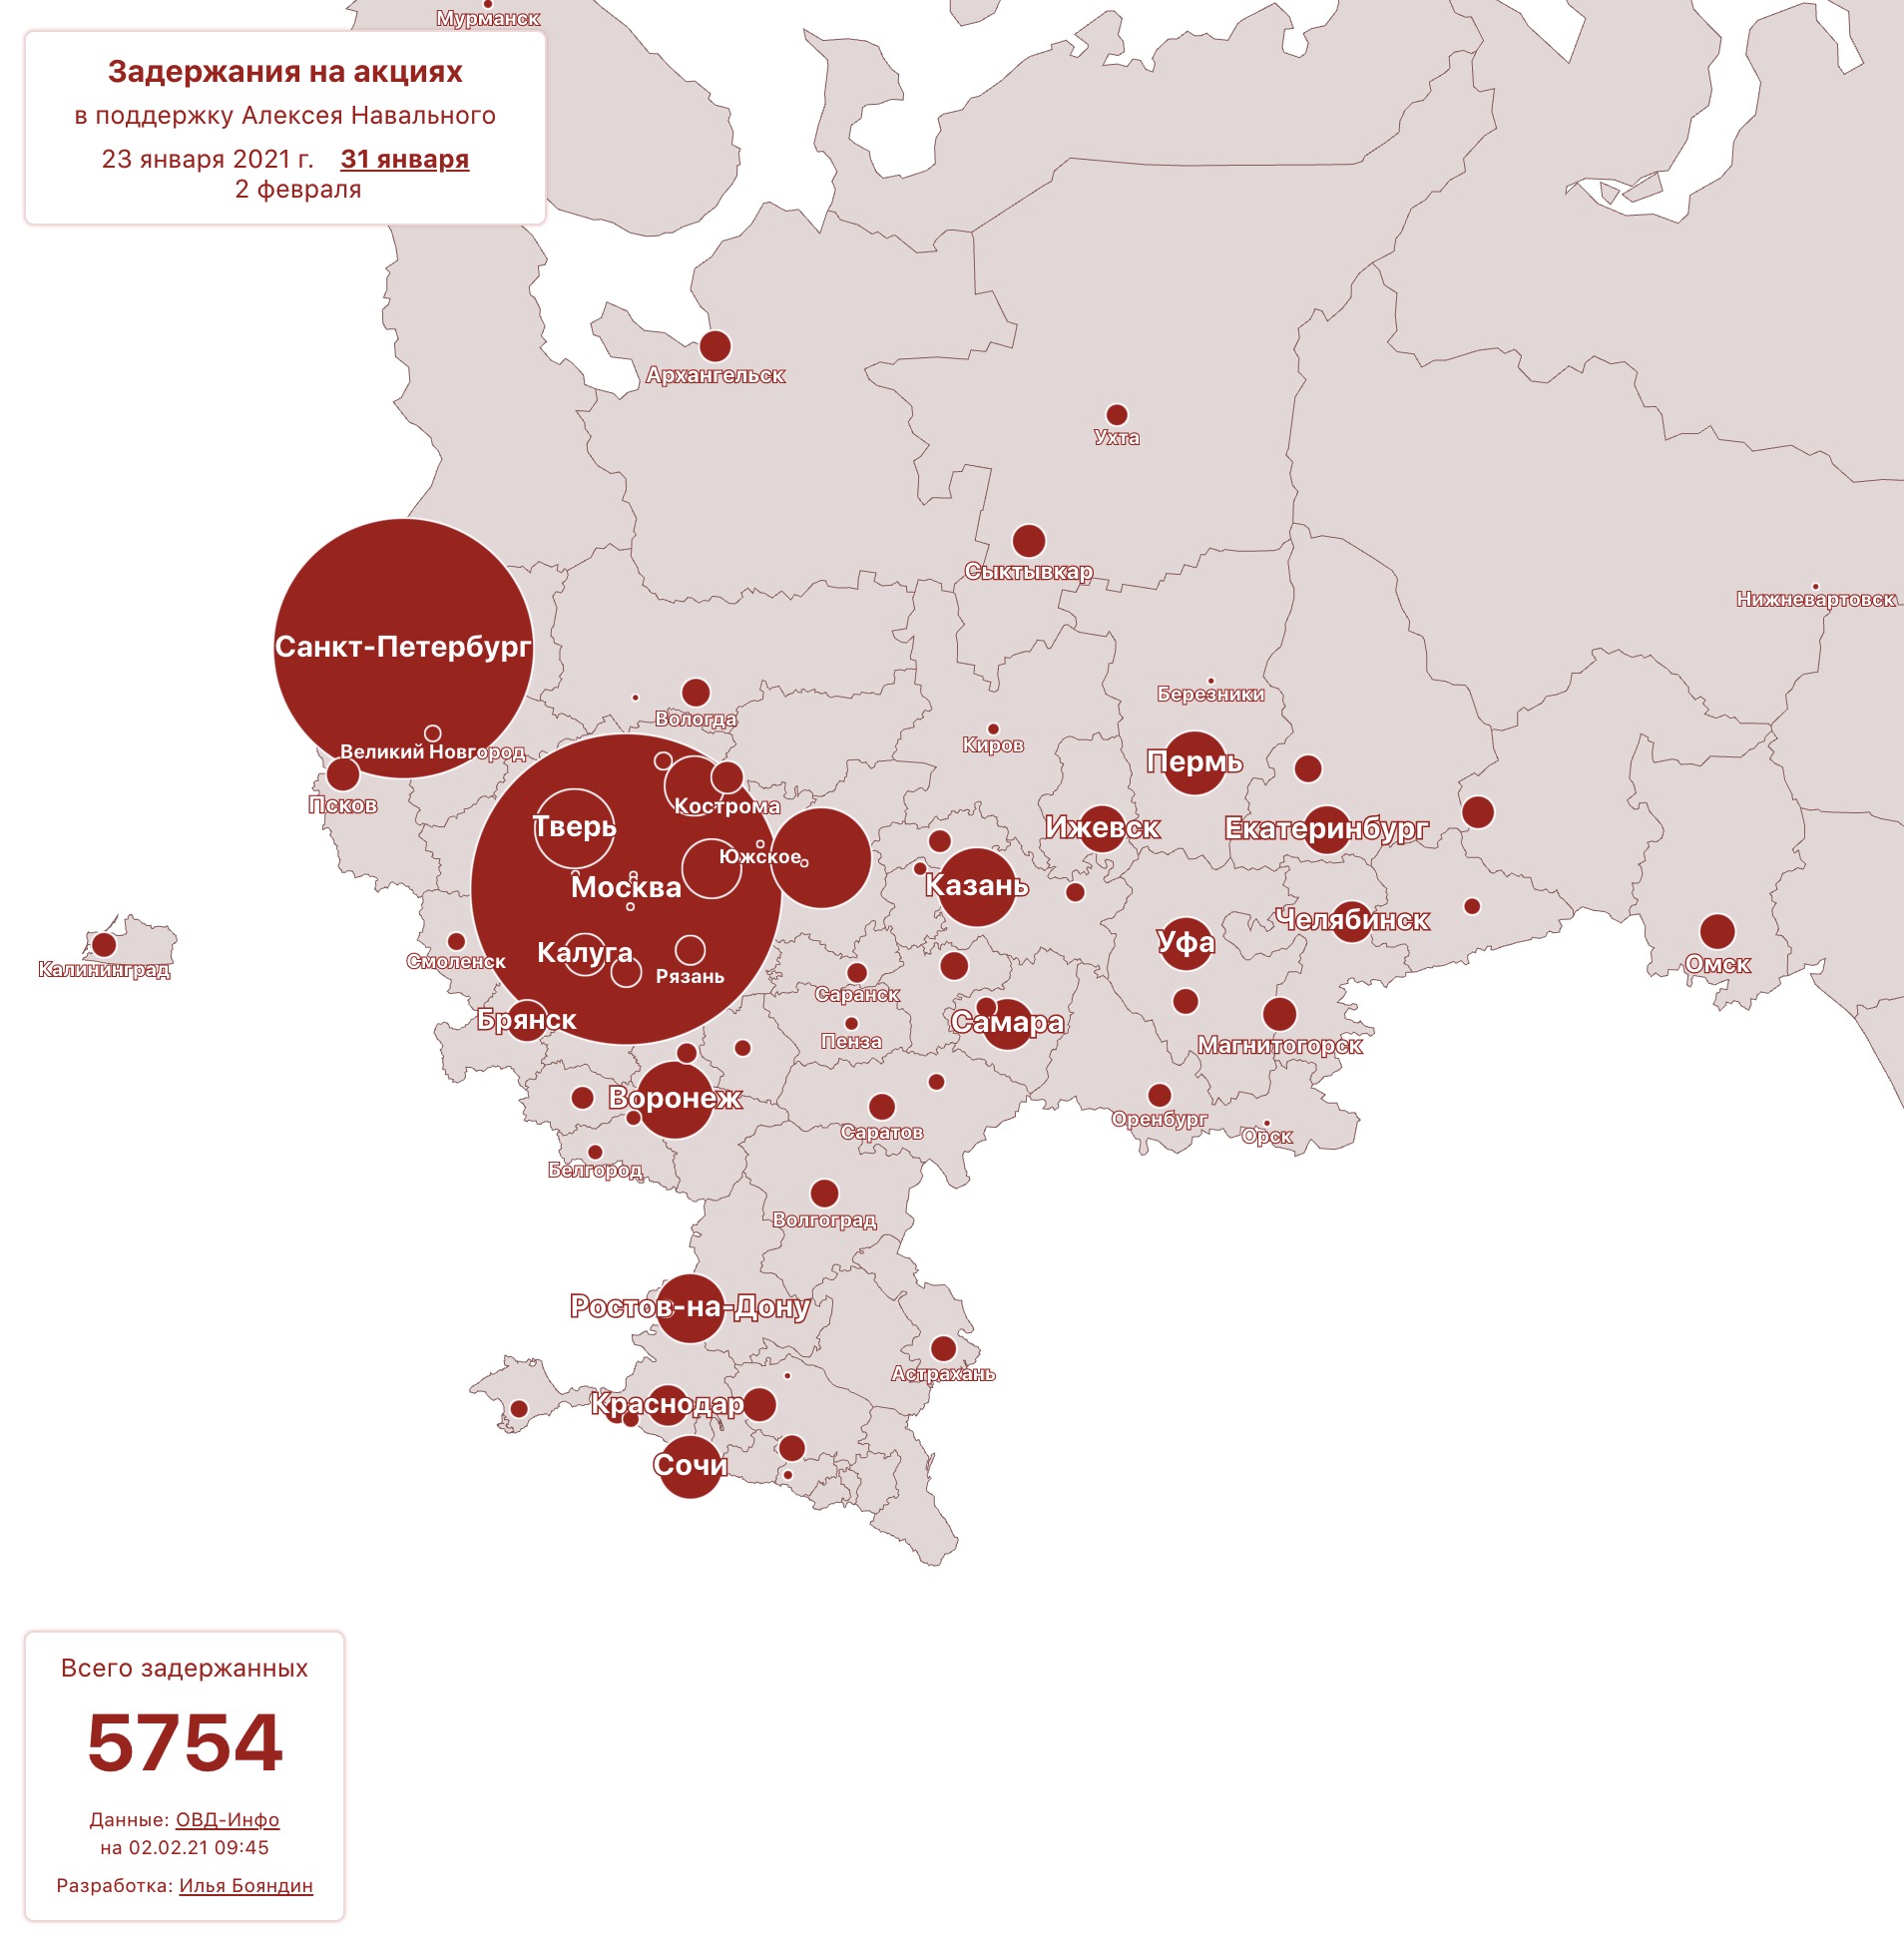 Мурманск
Задержания на акциях
в поддержку Алексея Навального
23 января 2021 г. 31 января
2 февраля
Архангельск
Ухта
Сыктывкар
Нижневартовск
Санкт-Петербург
Березники
Вологда
Киров
Великий Новгород
Пермь
Псков
Кострома
Тверь
Ижевск
Екатеринбург
Южское
Москва
Казань
Челябинск
Уфа
Калуга
Смоленск
Калининград
Омск
Рязань
Саранск
Брянск
Самара
Пенза
Магнитогорск
Воронеж
Оренбург
Саратов
Орск
Белгород
Волгоград
Ростов-на-Дону
Астрахань
Краснодар
Сочи
Всего задержанных
5754
Данные: ОВД-Инфо
на 02.02.21 09:45
Разработка: Илья Бояндин